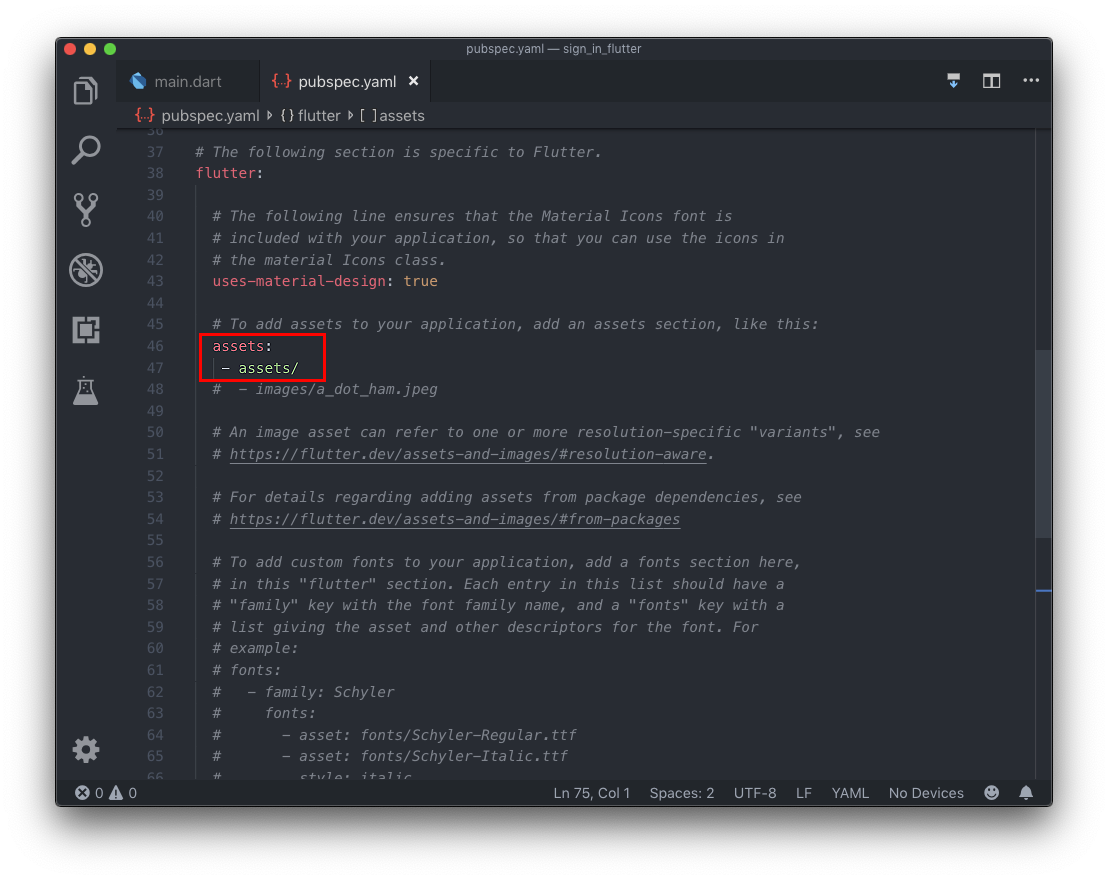 pubspec.yaml — sign_in_flutter
main.dart {..} pubspec.yaml ×
{..} pubspec.yaml {} flutter [ ] assets
36
37 # The following section is specific to Flutter.
38 flutter:
39
40 # The following line ensures that the Material Icons font is
41 # included with your application, so that you can use the icons in
42 # the material Icons class.
43 uses-material-design: true
44
45 # To add assets to your application, add an assets section, like this:
46 assets:
47 - assets/
48 #  - images/a_dot_ham.jpeg
49
50 # An image asset can refer to one or more resolution-specific "variants", see
51 # https://flutter.dev/assets-and-images/#resolution-aware.
52
53 # For details regarding adding assets from package dependencies, see
54 # https://flutter.dev/assets-and-images/#from-packages
55
56 # To add custom fonts to your application, add a fonts section here,
57 # in this "flutter" section. Each entry in this list should have a
58 # "family" key with the font family name, and a "fonts" key with a
59 # list giving the asset and other descriptors for the font. For
60 # example:
61 # fonts:
62 #   - family: Schyler
63 #     fonts:
64 #       - asset: fonts/Schyler-Regular.ttf
65 #       - asset: fonts/Schyler-Italic.ttf
66 #         style: italic
0 0 Ln 75, Col 1 Spaces: 2 UTF-8 LF YAML No Devices